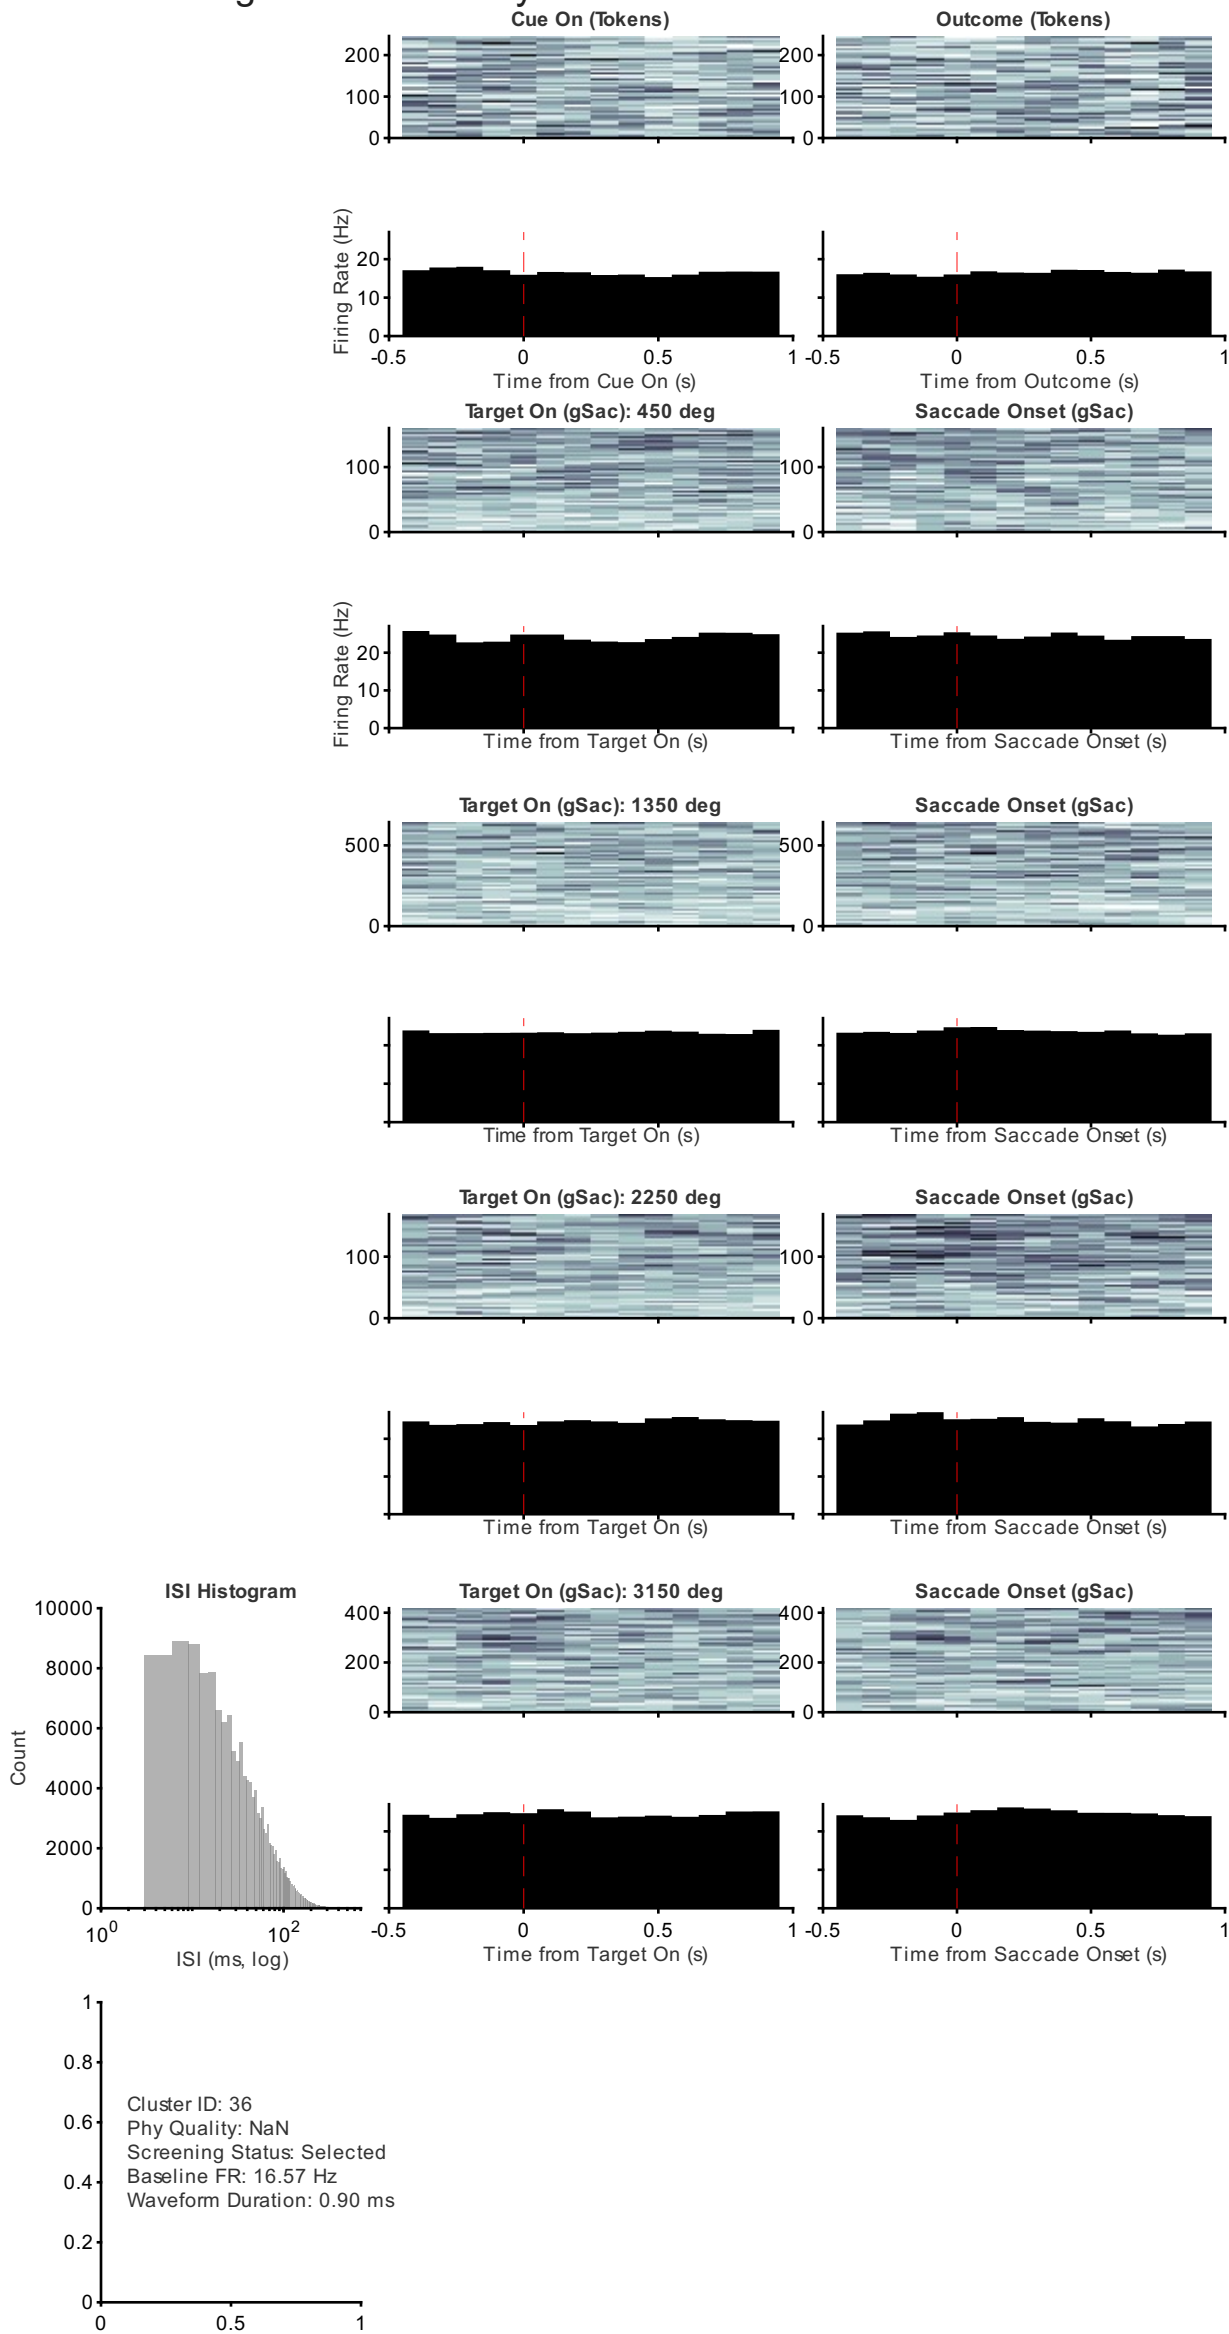 Cue On (Tokens)
Outcome (Tokens)
200
100
0
200
100
0
Firing Rate (Hz)
20
10
0
-0.5
0
0.5
1
-0.5
0
0.5
1
Time from Cue On (s)
Time from Outcome (s)
Target On (gSac): 450 deg
Saccade Onset (gSac)
100
0
100
0
Firing Rate (Hz)
20
10
0
Time from Target On (s)
Time from Saccade Onset (s)
Target On (gSac): 1350 deg
Saccade Onset (gSac)
500
0
500
0
Time from Target On (s)
Time from Saccade Onset (s)
Target On (gSac): 2250 deg
Saccade Onset (gSac)
100
0
100
0
Time from Target On (s)
Time from Saccade Onset (s)
ISI Histogram
Target On (gSac): 3150 deg
Saccade Onset (gSac)
10000
8000
6000
4000
2000
0
Count
10^0
10^2
ISI (ms, log)
400
200
0
400
200
0
-0.5
0
0.5
1
-0.5
0
0.5
1
Time from Target On (s)
Time from Saccade Onset (s)
1
0.8
0.6
0.4
0.2
0
Cluster ID: 36
Phy Quality: NaN
Screening Status: Selected
Baseline FR: 16.57 Hz
Waveform Duration: 0.90 ms
0
0.5
1